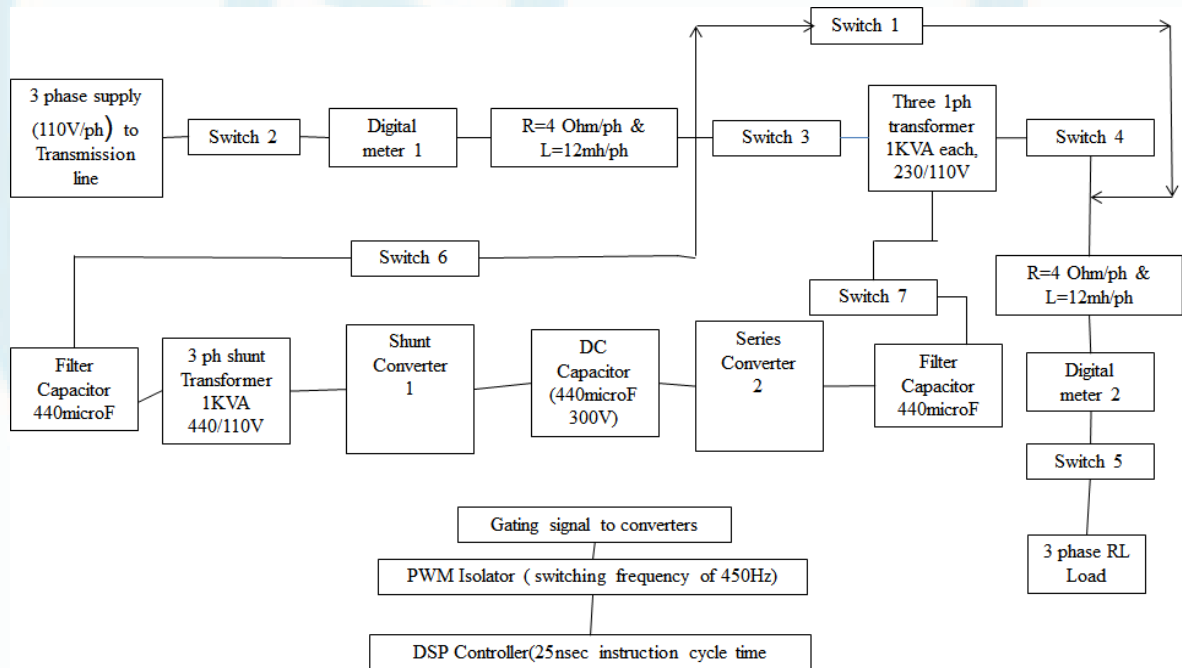 Switch 1
3 phase supply
(110V/ph) to
Transmission
line
Switch 2
Digital
meter 1
R=4 Ohm/ph &
L=12mh/ph
Switch 3
Three 1ph
transformer
1KVA each,
230/110V
Switch 4
Switch 6
Switch 7
R=4 Ohm/ph &
L=12mh/ph
Filter
Capacitor
440microF
3 ph shunt
Transformer
1KVA
440/110V
Shunt
Converter
1
DC
Capacitor
(440microF
300V)
Series
Converter
2
Filter
Capacitor
440microF
Digital
meter 2
Switch 5
3 phase RL
Load
Gating signal to converters
PWM Isolator ( switching frequency of 450Hz)
DSP Controller(25nsec instruction cycle time